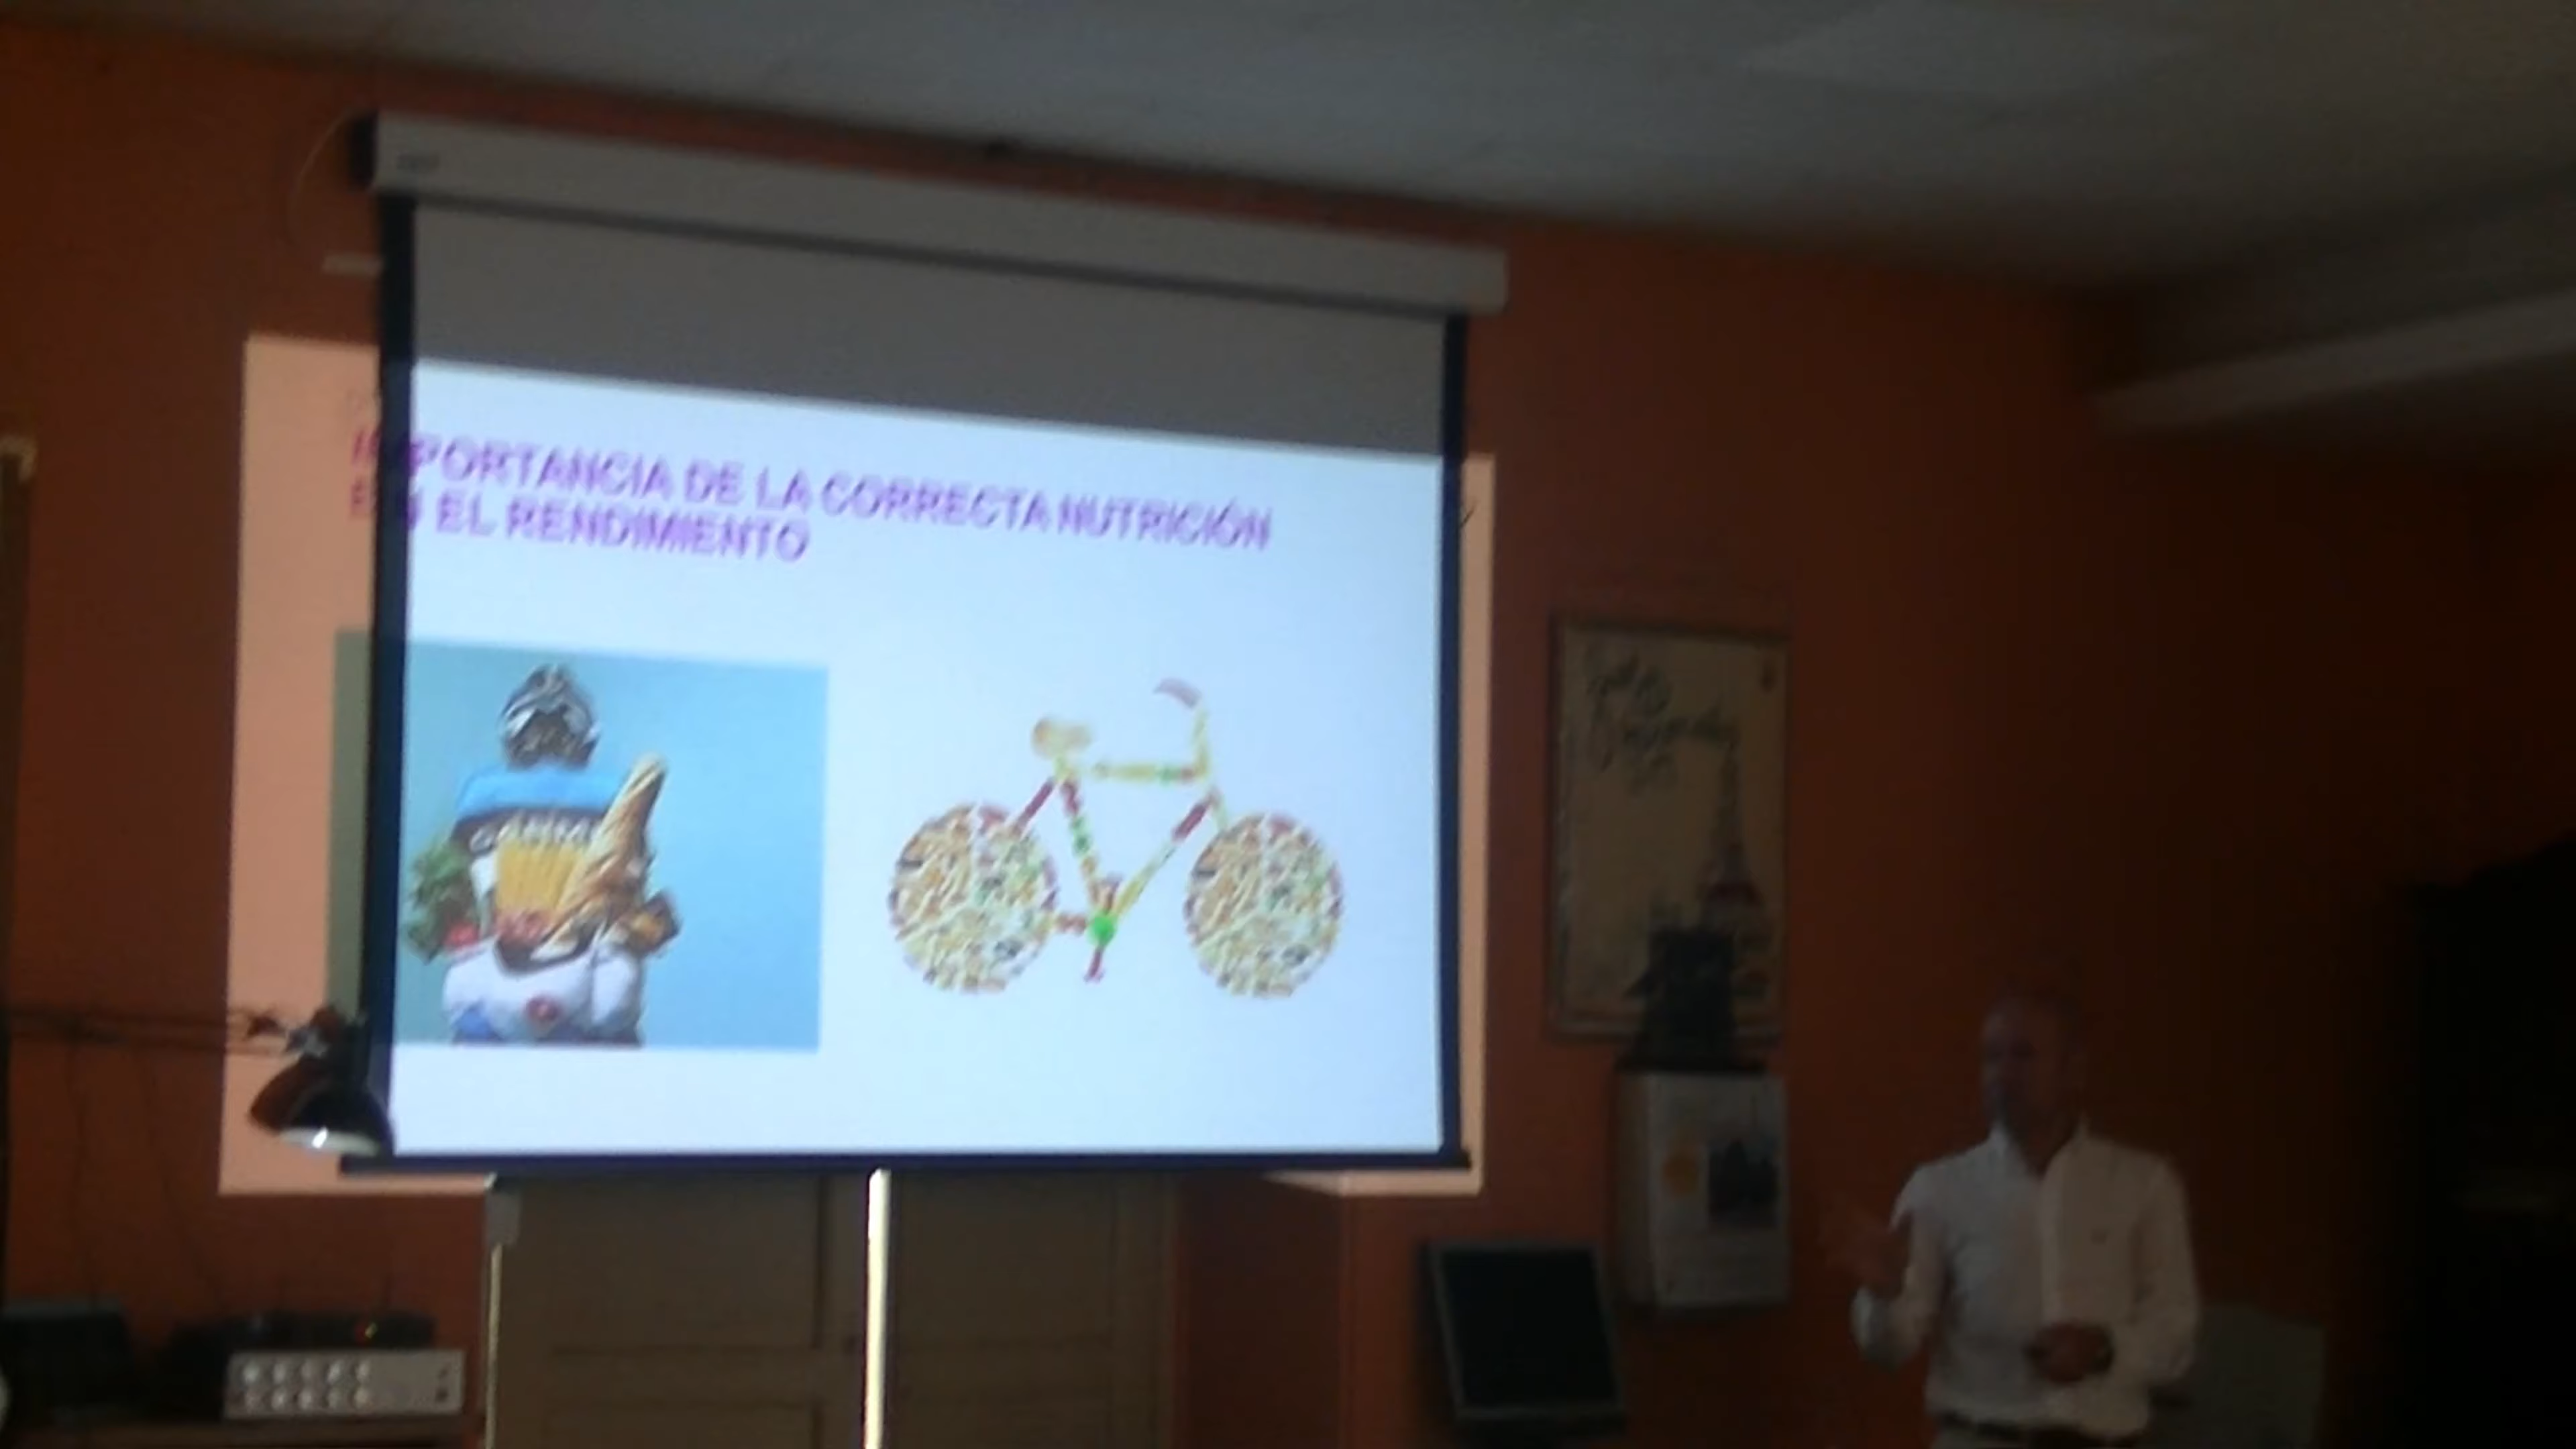 IMPORTANCIA DE LA CORRECTA NUTRICIÓN
EN EL RENDIMIENTO